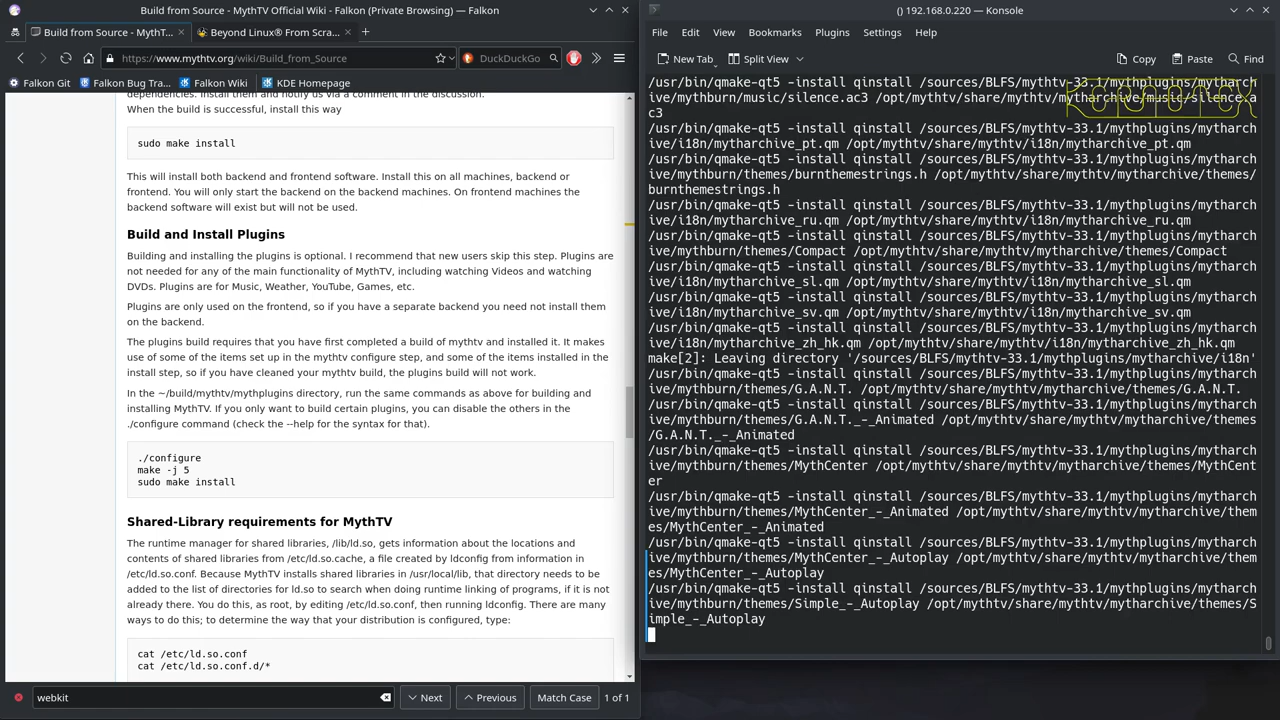 Build from Source - MythTV Official Wiki - Falkon (Private Browsing) — Falkon
Build from Source - MythT...
Beyond Linux® From Scra...
https://www.mythtv.org/wiki/Build_from_Source
DuckDuckGo
Falkon Git
Falkon Bug Tra...
Falkon Wiki
KDE Homepage
dependencies. Install them and notify us via a comment in the discussion.
When the build is successful, install this way
sudo make install
This will install both backend and frontend software. Install this on all machines, backend or
frontend. You will only start the backend on the backend machines. On frontend machines the
backend software will exist but will not be used.
Build and Install Plugins
Building and installing the plugins is optional. I recommend that new users skip this step. Plugins are
not needed for any of the main functionality of MythTV, including watching Videos and watching
DVDs. Plugins are for Music, Weather, YouTube, Games, etc.
Plugins are only used on the frontend, so if you have a separate backend you need not install them
on the backend.
The plugins build requires that you have first completed a build of mythtv and installed it. It makes
use of some of the items set up in the mythtv configure step, and some of the items installed in the
install step, so if you have cleaned your mythtv build, the plugins build will not work.
In the ~/build/mythtv/mythplugins directory, run the same commands as above for building and
installing MythTV. If you only want to build certain plugins, you can disable the others in the
./configure command (check the --help for the syntax for that).
./configure
make -j 5
sudo make install
Shared-Library requirements for MythTV
The runtime manager for shared libraries, /lib/ld.so, gets information about the locations and
contents of shared libraries from /etc/ld.so.cache, a file created by ldconfig from information in
/etc/ld.so.conf. Because MythTV installs shared libraries in /usr/local/lib, that directory needs to be
added to the list of directories for ld.so to search when doing runtime linking of programs, if it is not
already there. You do this, as root, by editing /etc/ld.so.conf, then running ldconfig. There are many
ways to do this; to determine the way that your distribution is configured, type:
cat /etc/ld.so.conf
cat /etc/ld.so.conf.d/*
webkit
Next
Previous
Match Case
1 of 1
() 192.168.0.220 — Konsole
File Edit View Bookmarks Plugins Settings Help
New Tab
Split View
Copy
Paste
Find
/usr/bin/qmake-qt5 -install qinstall /sources/BLFS/mythtv-33.1/mythplugins/mytharch
ive/mythburn/music/silence.ac3 /opt/mythtv/share/mythtv/mytharchive/music/silence.a
c3
/usr/bin/qmake-qt5 -install qinstall /sources/BLFS/mythtv-33.1/mythplugins/mytharch
ive/i18n/mytharchive_pt.qm /opt/mythtv/share/mythtv/i18n/mytharchive_pt.qm
/usr/bin/qmake-qt5 -install qinstall /sources/BLFS/mythtv-33.1/mythplugins/mytharch
ive/themes/burnthemestrings.h /opt/mythtv/share/mythtv/mytharchive/themes/
burnthemestrings.h
/usr/bin/qmake-qt5 -install qinstall /sources/BLFS/mythtv-33.1/mythplugins/mytharch
ive/i18n/mytharchive_ru.qm /opt/mythtv/share/mythtv/i18n/mytharchive_ru.qm
/usr/bin/qmake-qt5 -install qinstall /sources/BLFS/mythtv-33.1/mythplugins/mytharch
ive/themes/Compact /opt/mythtv/share/mythtv/mytharchive/themes/Compact
/usr/bin/qmake-qt5 -install qinstall /sources/BLFS/mythtv-33.1/mythplugins/mytharch
ive/i18n/mytharchive_sl.qm /opt/mythtv/share/mythtv/i18n/mytharchive_sl.qm
/usr/bin/qmake-qt5 -install qinstall /sources/BLFS/mythtv-33.1/mythplugins/mytharch
ive/i18n/mytharchive_sv.qm /opt/mythtv/share/mythtv/i18n/mytharchive_sv.qm
/usr/bin/qmake-qt5 -install qinstall /sources/BLFS/mythtv-33.1/mythplugins/mytharch
ive/i18n/mytharchive_zh_hk.qm /opt/mythtv/share/mythtv/i18n/mytharchive_zh_hk.qm
make[2]: Leaving directory '/sources/BLFS/mythtv-33.1/mythplugins/mytharchive/i18n'
/usr/bin/qmake-qt5 -install qinstall /sources/BLFS/mythtv-33.1/mythplugins/mytharch
ive/mythburn/themes/G.A.N.T. /opt/mythtv/share/mythtv/mytharchive/themes/G.A.N.T.
/usr/bin/qmake-qt5 -install qinstall /sources/BLFS/mythtv-33.1/mythplugins/mytharch
ive/mythburn/themes/G.A.N.T._-_Animated /opt/mythtv/share/mythtv/mytharchive/themes
/G.A.N.T._-_Animated
/usr/bin/qmake-qt5 -install qinstall /sources/BLFS/mythtv-33.1/mythplugins/mytharch
ive/mythburn/themes/MythCenter /opt/mythtv/share/mythtv/mytharchive/themes/MythCent
er
/usr/bin/qmake-qt5 -install qinstall /sources/BLFS/mythtv-33.1/mythplugins/mytharch
ive/mythburn/themes/MythCenter_-_Animated /opt/mythtv/share/mythtv/mytharchive/them
es/MythCenter_-_Animated
/usr/bin/qmake-qt5 -install qinstall /sources/BLFS/mythtv-33.1/mythplugins/mytharch
ive/mythburn/themes/MythCenter_-_Autoplay /opt/mythtv/share/mythtv/mytharchive/them
es/MythCenter_-_Autoplay
/usr/bin/qmake-qt5 -install qinstall /sources/BLFS/mythtv-33.1/mythplugins/mytharch
ive/mythburn/themes/Simple_-_Autoplay /opt/mythtv/share/mythtv/mytharchive/themes/S
imple_-_Autoplay